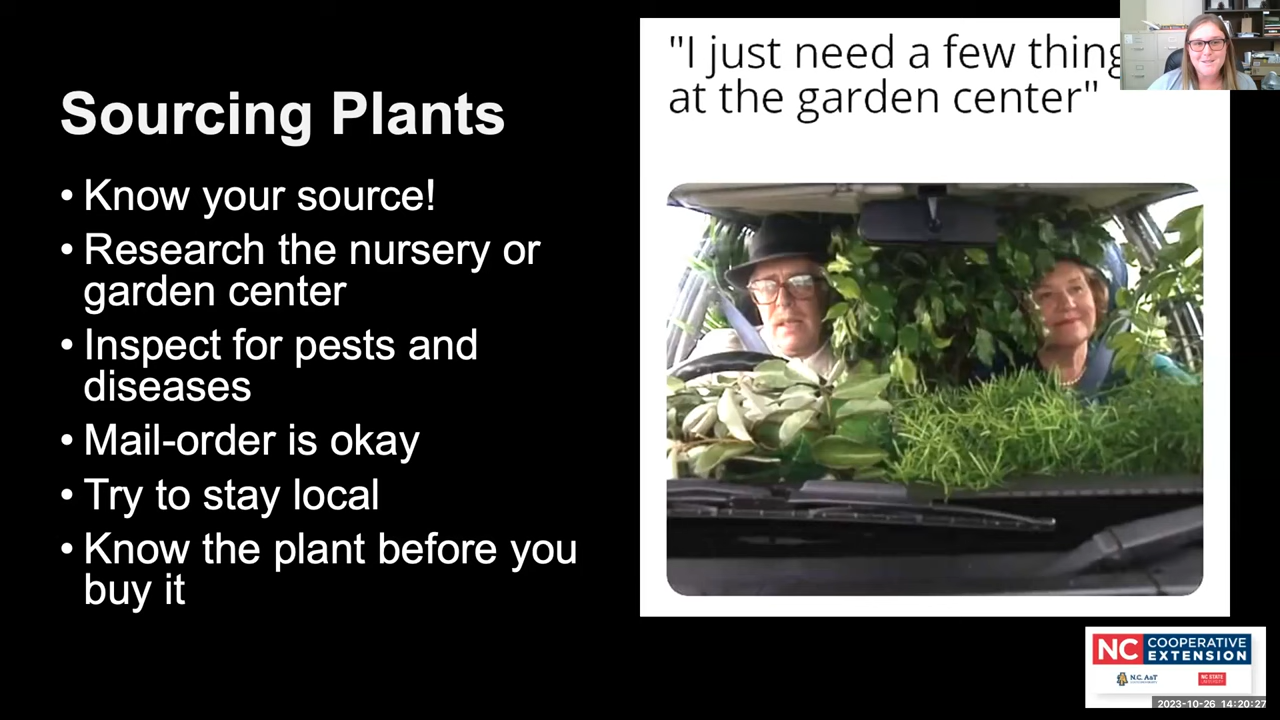 Sourcing Plants
• Know your source!
• Research the nursery or
garden center
• Inspect for pests and
diseases
• Mail-order is okay
• Try to stay local
• Know the plant before you
buy it
"I just need a few thing
at the garden center"
NC COOPERATIVE
EXTENSION
N.C. A&T
NC STATE
UNIVERSITY
2023-10-26 14:20:27